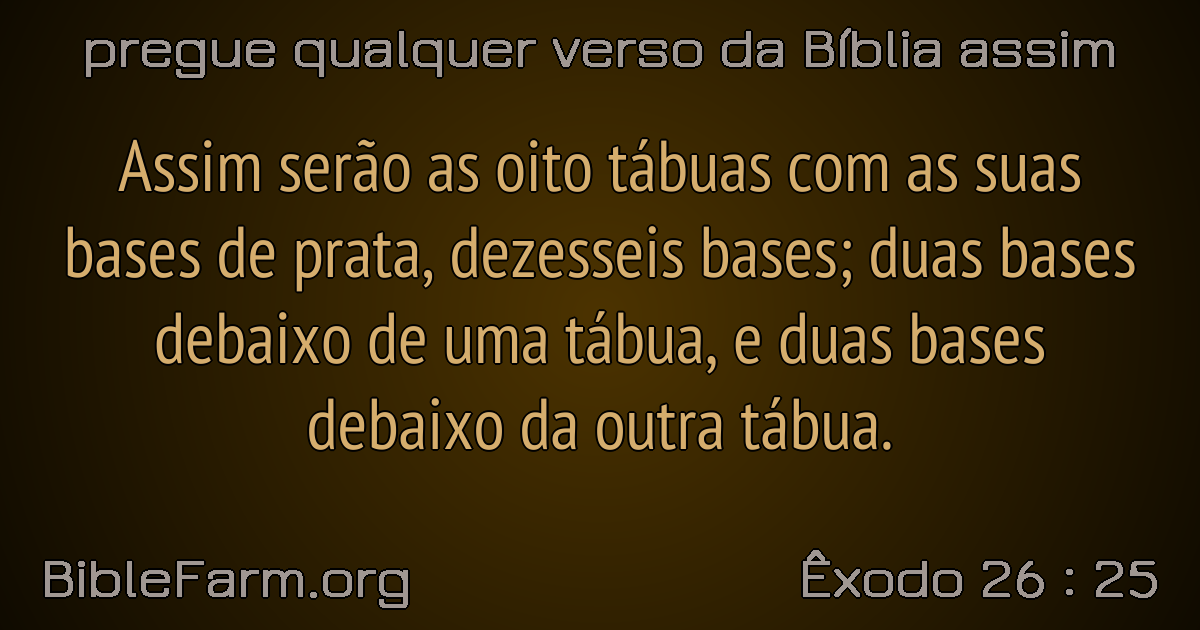 pregue qualquer verso da Bíblia assim
Assim serão as oito tábuas com as suas
bases de prata, dezesseis bases; duas bases
debaixo de uma tábua, e duas bases
debaixo da outra tábua.
BibleFarm.org
Êxodo 26 : 25